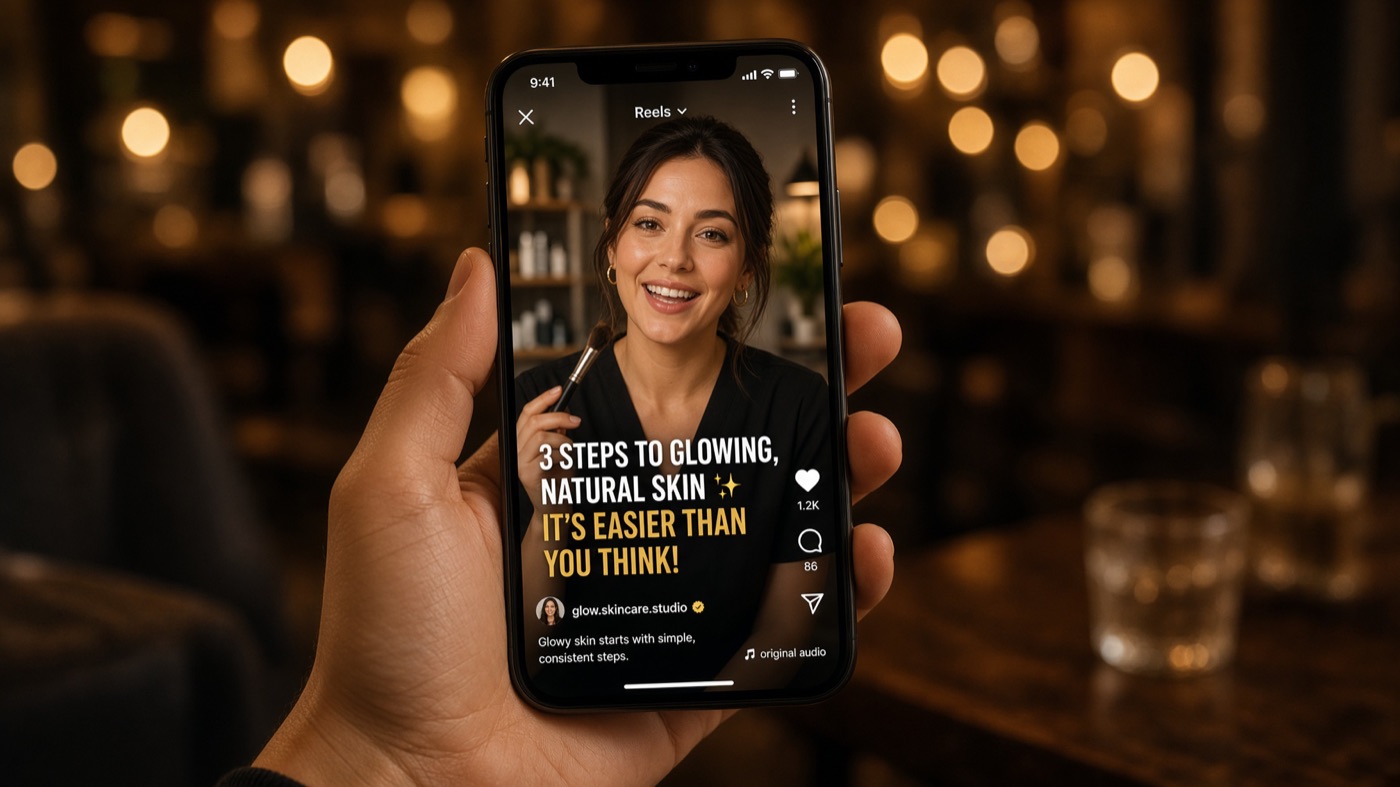 9:41
Reels
3 STEPS TO GLOWING,
NATURAL SKIN ✨
IT'S EASIER THAN
YOU THINK!
1.2K
86
glow.skincare.studio
Glowy skin starts with simple,
consistent steps.
original audio